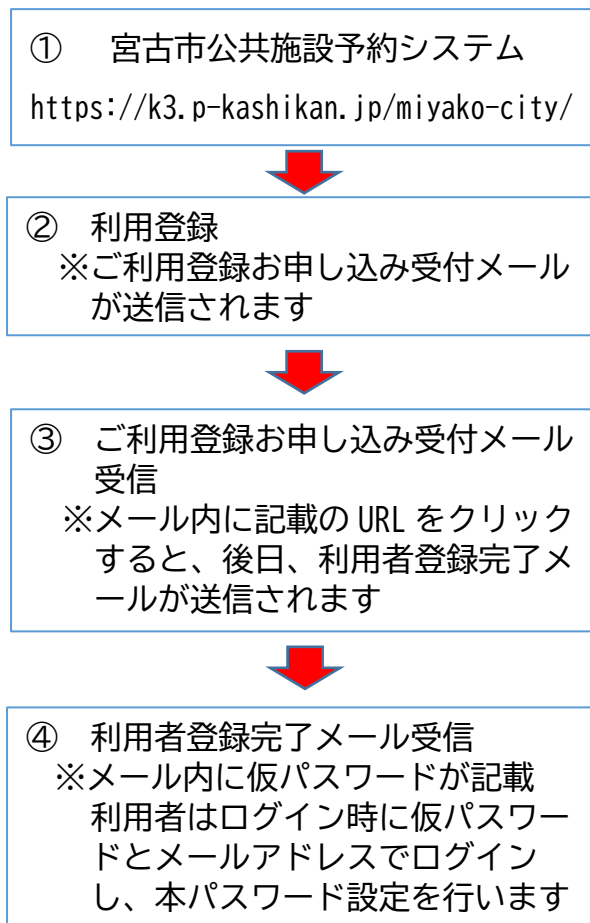 ① 宮古市公共施設予約システム
https://k3.p-kashikan.jp/miyako-city/
② 利用登録
※ご利用登録お申し込み受付メール
が送信されます
③ ご利用登録お申し込み受付メール
受信
※メール内に記載の URL をクリック
すると、後日、利用者登録完了メ
ールが送信されます
④ 利用者登録完了メール受信
※メール内に仮パスワードが記載
利用者はログイン時に仮パスワー
ドとメールアドレスでログイン
し、本パスワード設定を行います